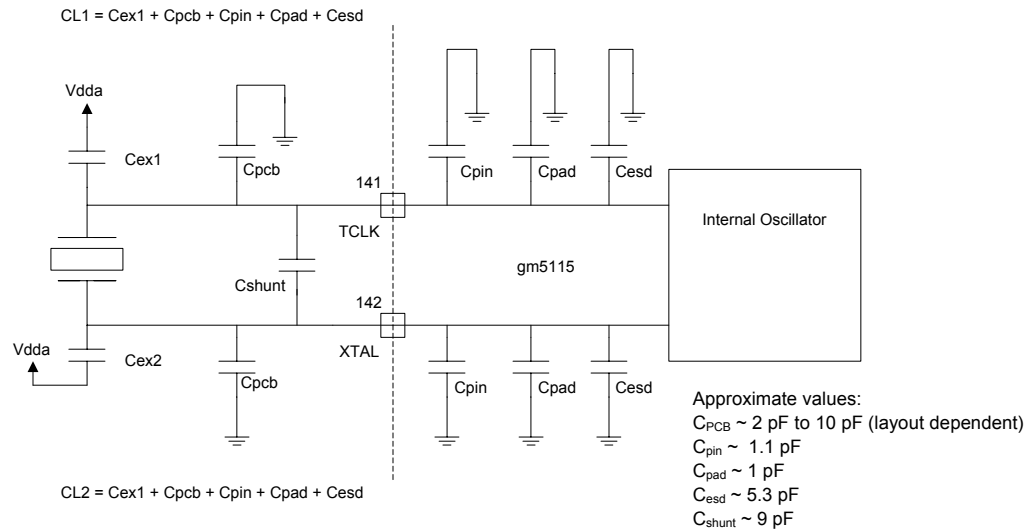 CL1 = Cex1 + Cpcb + Cpin + Cpad + Cesd
Vdda
Cex1
Cpcb
Cpin
Cpad
Cesd
141
TCLK
Internal Oscillator
gm5115
Cshunt
142
XTAL
Vdda
Cex2
Cpcb
Cpin
Cpad
Cesd
Approximate values:
CPCB ~ 2 pF to 10 pF (layout dependent)
Cpin ~ 1.1 pF
Cpad ~ 1 pF
Cesd ~ 5.3 pF
Cshunt ~ 9 pF
CL2 = Cex1 + Cpcb + Cpin + Cpad + Cesd